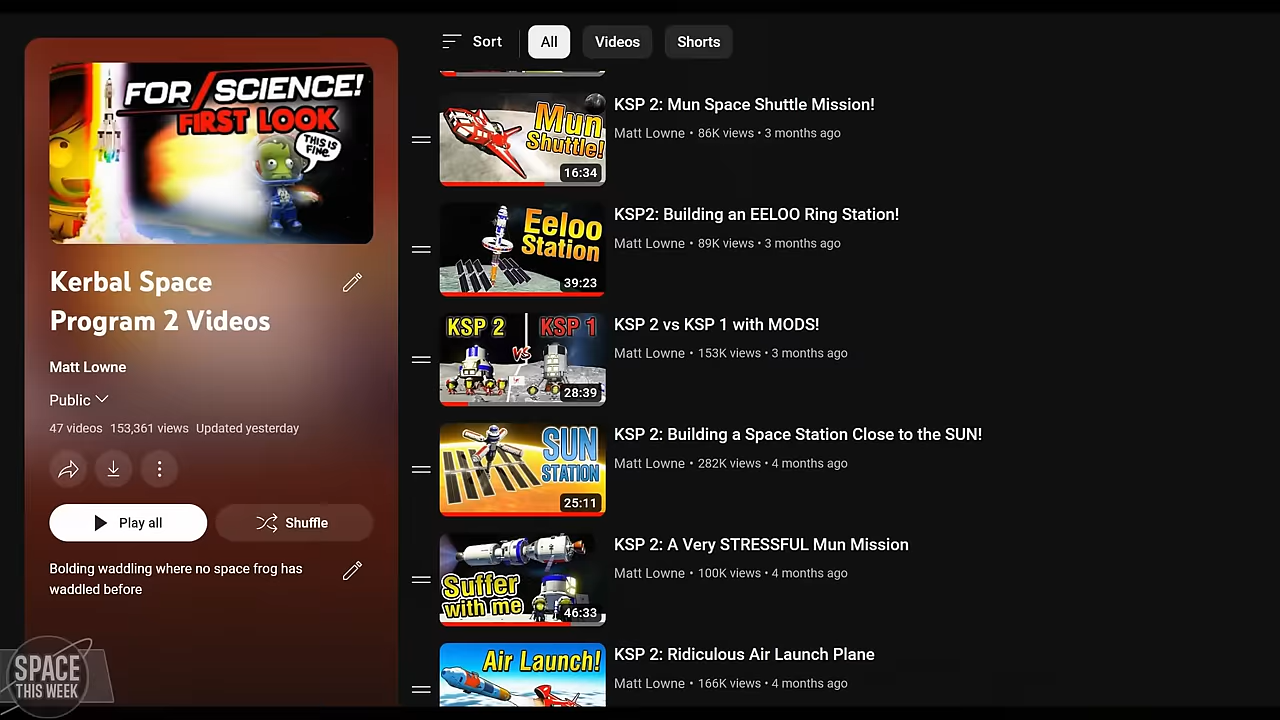 FOR/SCIENCE!
FIRST LOOK
THIS IS
FINE
Kerbal Space
Program 2 Videos
Matt Lowne
Public
47 videos 153,361 views Updated yesterday
Play all
Shuffle
Bolding waddling where no space frog has
waddled before
SPACE
THIS WEEK
Sort
All
Videos
Shorts
Mun
Shuttle!
16:34
KSP 2: Mun Space Shuttle Mission!
Matt Lowne • 86K views • 3 months ago
Eeloo
Station
39:23
KSP2: Building an EELOO Ring Station!
Matt Lowne • 89K views • 3 months ago
KSP 2
VS
KSP 1
28:39
KSP 2 vs KSP 1 with MODS!
Matt Lowne • 153K views • 3 months ago
SUN
STATION
25:11
KSP 2: Building a Space Station Close to the SUN!
Matt Lowne • 282K views • 4 months ago
Suffer
with me
46:33
KSP 2: A Very STRESSFUL Mun Mission
Matt Lowne • 100K views • 4 months ago
Air Launch!
KSP 2: Ridiculous Air Launch Plane
Matt Lowne • 166K views • 4 months ago